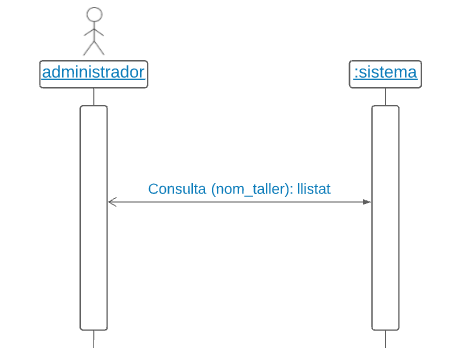 administrador
:sistema
Consulta (nom_taller): llistat